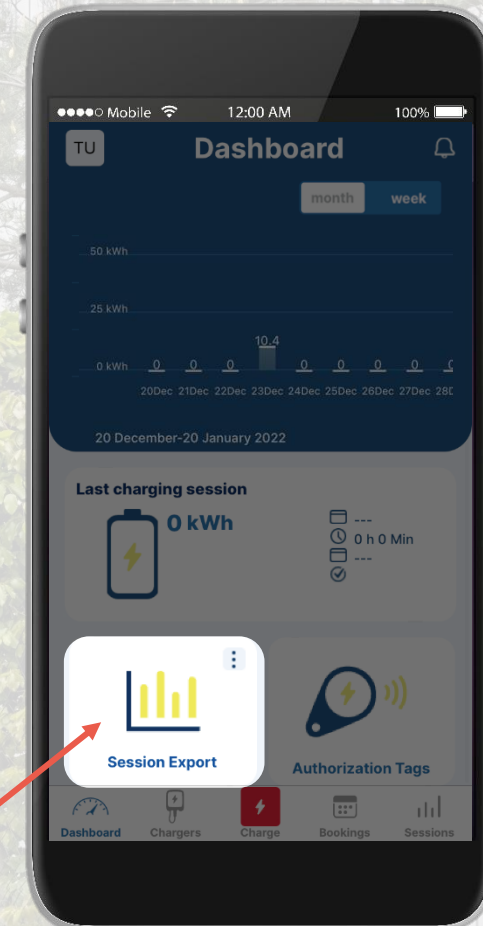 Mobile 12:00 AM 100%
TU Dashboard
month week
50 kWh
25 kWh
10.4
0 kWh 0 0 0 0 0 0 0
20Dec 21Dec 22Dec 23Dec 24Dec 25Dec 26Dec 27Dec
20 December-20 January 2022
Last charging session
0 kWh
---
0 h 0 Min
---
Session Export
Authorization Tags
Dashboard Chargers Charge Bookings Sessions